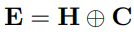 E = H ⊕ C